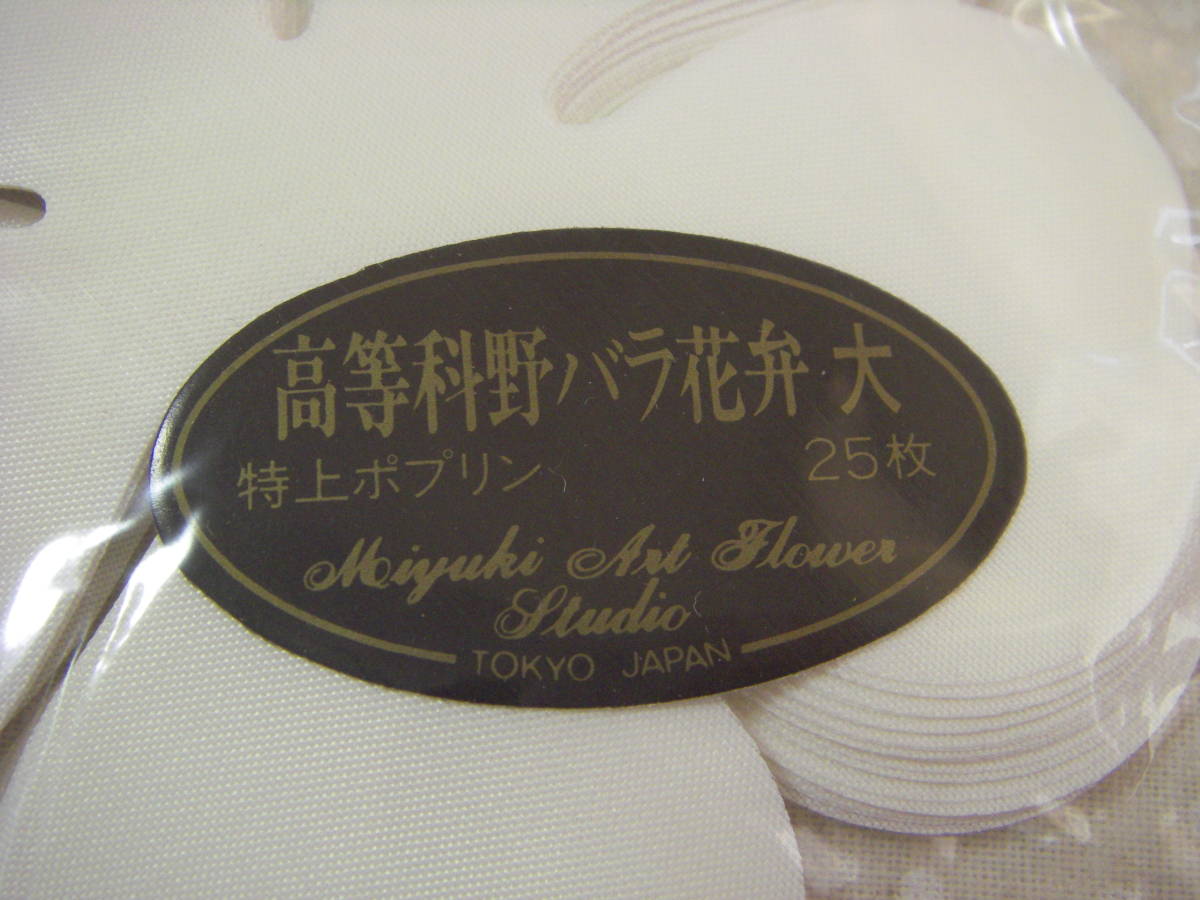 高等科野バラ花弁 大
特上ポプリン 25枚
Miyuki Art Flower
Studio
TOKYO JAPAN